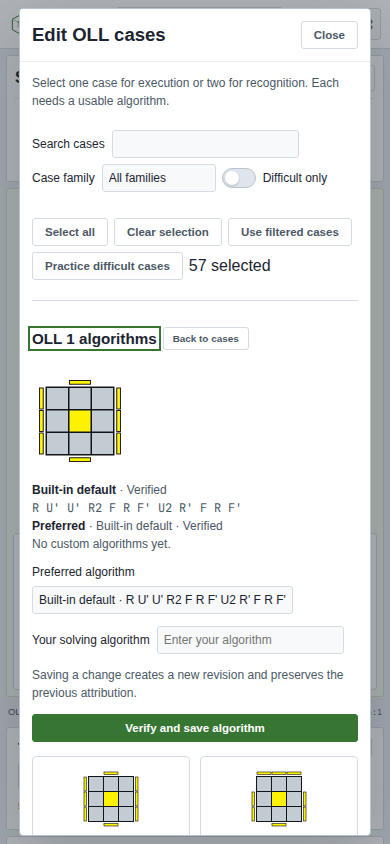 Edit OLL cases
Close
Select one case for execution or two for recognition. Each
needs a usable algorithm.
Search cases
Case family
All families
Difficult only
Select all
Clear selection
Use filtered cases
Practice difficult cases
57 selected
OLL 1 algorithms
Back to cases
Built-in default · Verified
R U' U' R2 F R F' U2 R' F R F'
Preferred · Built-in default · Verified
No custom algorithms yet.
Preferred algorithm
Built-in default · R U' U' R2 F R F' U2 R' F R F'
Your solving algorithm
Enter your algorithm
Saving a change creates a new revision and preserves the
previous attribution.
Verify and save algorithm